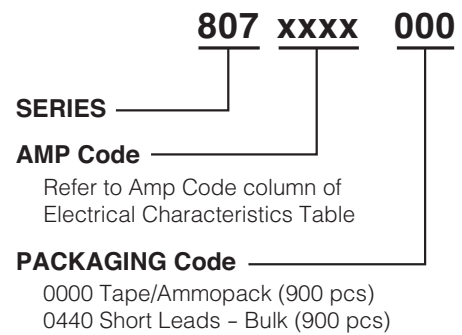 807 xxxx 000
SERIES
AMP Code
Refer to Amp Code column of
Electrical Characteristics Table
PACKAGING Code
0000 Tape/Ammopack (900 pcs)
0440 Short Leads – Bulk (900 pcs)